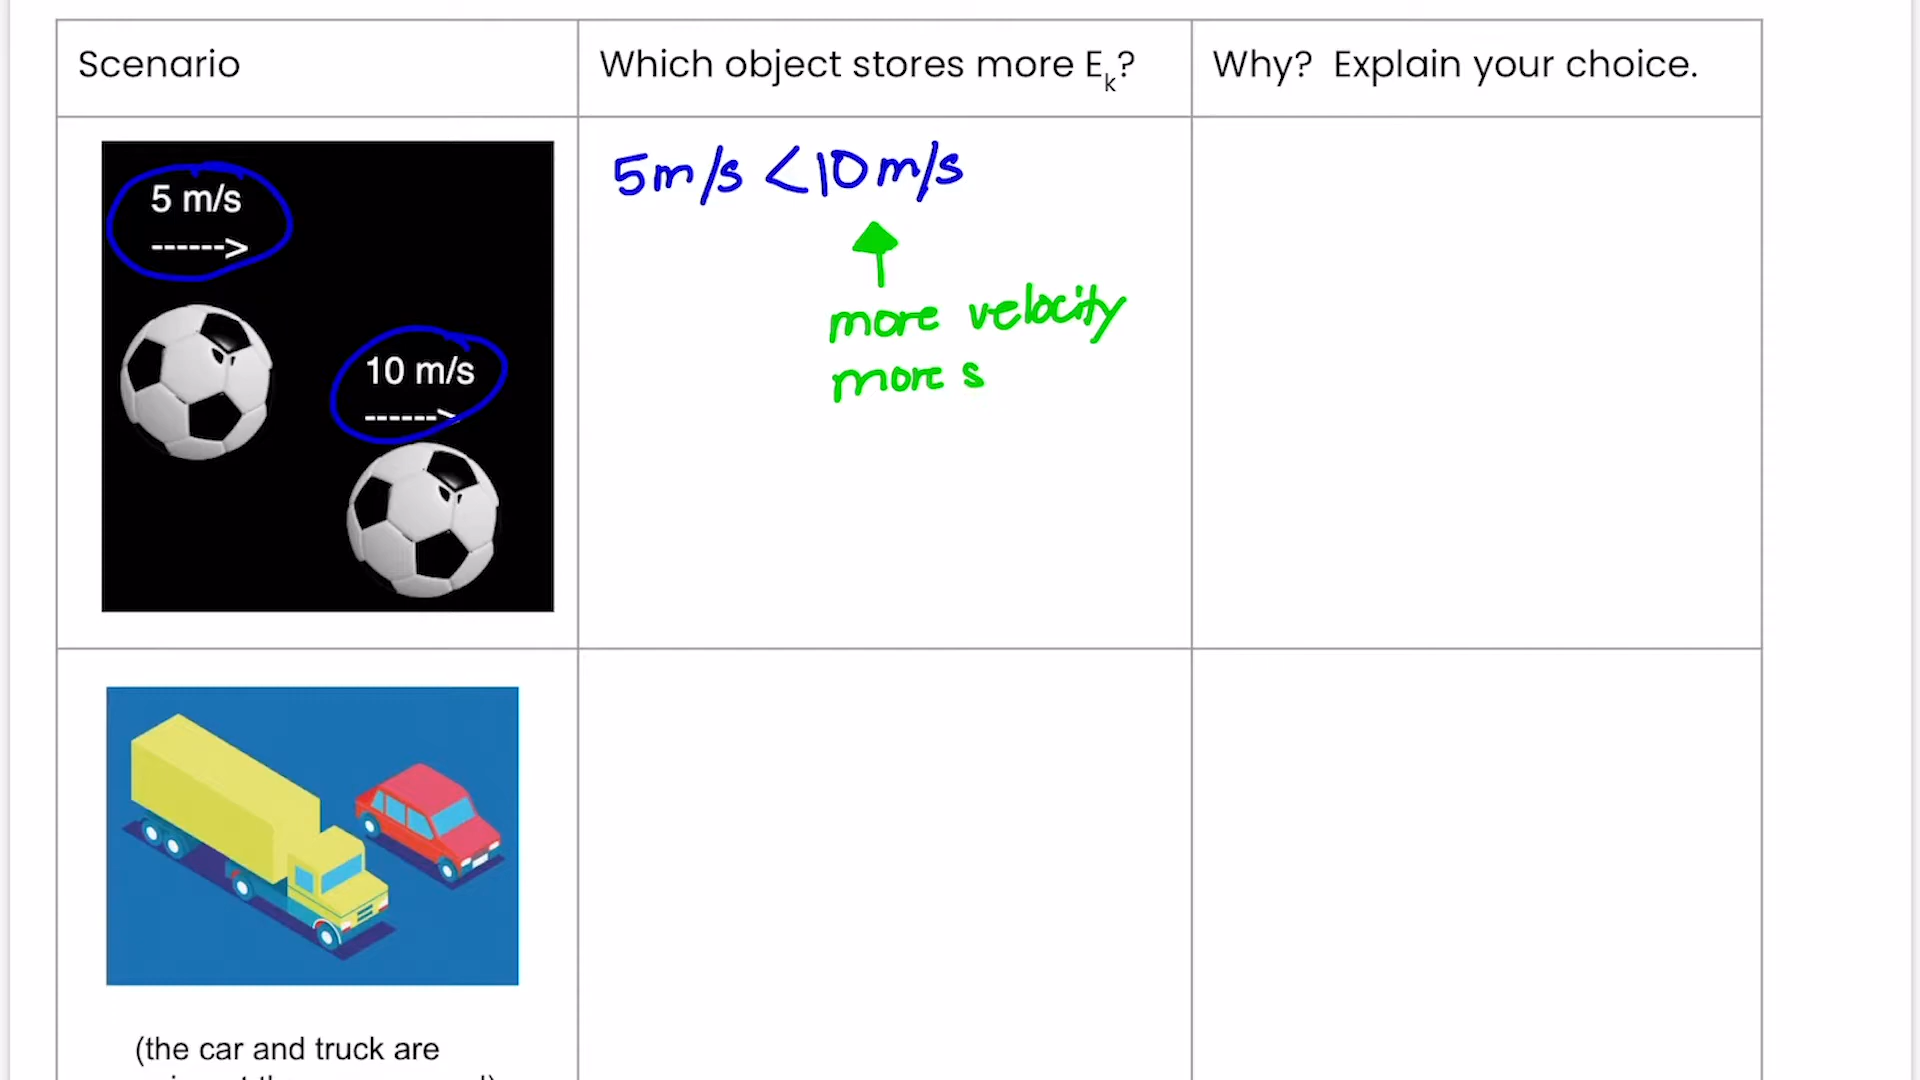 Scenario
Which object stores more Eₖ?
Why? Explain your choice.
5 m/s
------>
10 m/s
------>
5m/s < 10 m/s
more velocity
more s
(the car and truck are